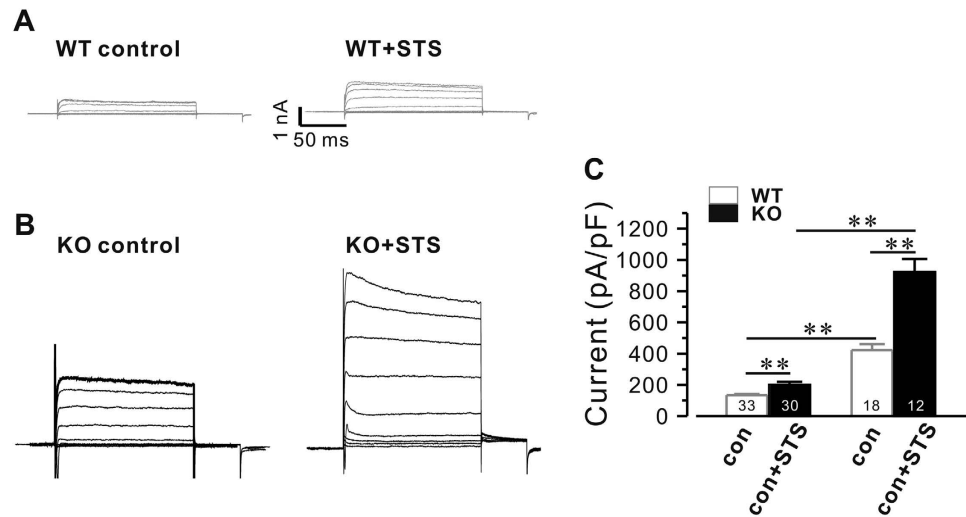 A
WT control
WT+STS
1 nA
50 ms
B
KO control
KO+STS
C
WT
KO
Current (pA/pF)
1200
1000
800
600
400
200
0
**
**
**
**
33
30
18
12
con
con+STS
con
con+STS